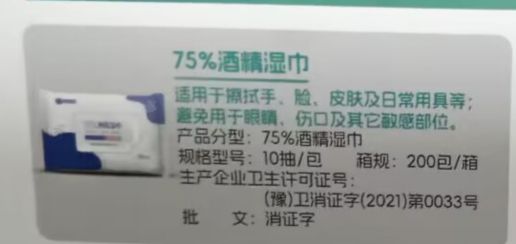 75%酒精湿巾
适用于擦拭手、脸、皮肤及日常用具等；
避免用于眼睛、伤口及其它敏感部位。
产品分型：75%酒精湿巾
规格型号：10抽/包 箱规：200包/箱
生产企业卫生许可证号：
(豫)卫消证字(2021)第0033号
批 文：消证字